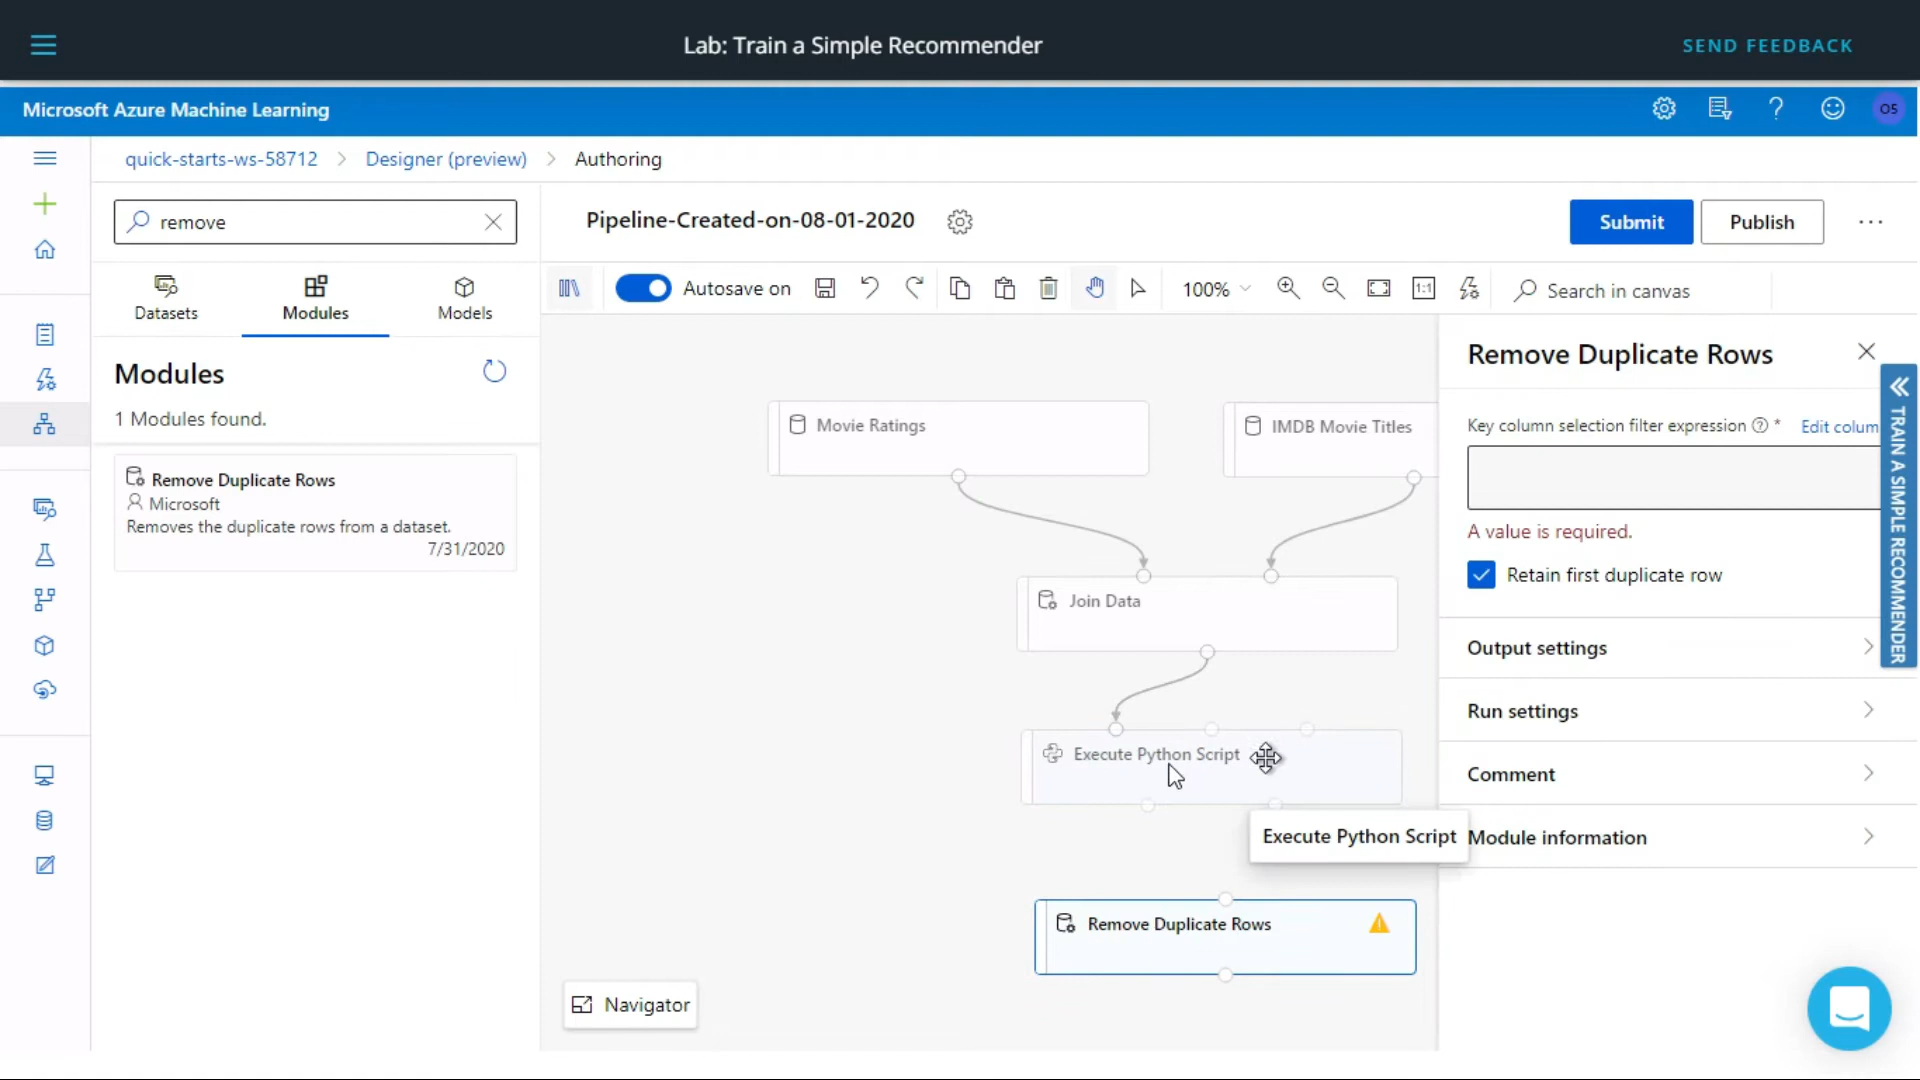 Lab: Train a Simple Recommender
SEND FEEDBACK
Microsoft Azure Machine Learning
OS
quick-starts-ws-58712 > Designer (preview) > Authoring
remove
Pipeline-Created-on-08-01-2020
Submit
Publish
Datasets
Modules
Models
Autosave on
100%
1:1
Search in canvas
Modules
1 Modules found.
Remove Duplicate Rows
Microsoft
Removes the duplicate rows from a dataset.
7/31/2020
Movie Ratings
IMDB Movie Titles
Join Data
Execute Python Script
Execute Python Script
Remove Duplicate Rows
Navigator
Remove Duplicate Rows
Key column selection filter expression ? *
Edit colum
A value is required.
Retain first duplicate row
Output settings
Run settings
Comment
Module information
TRAIN A SIMPLE RECOMMENDER